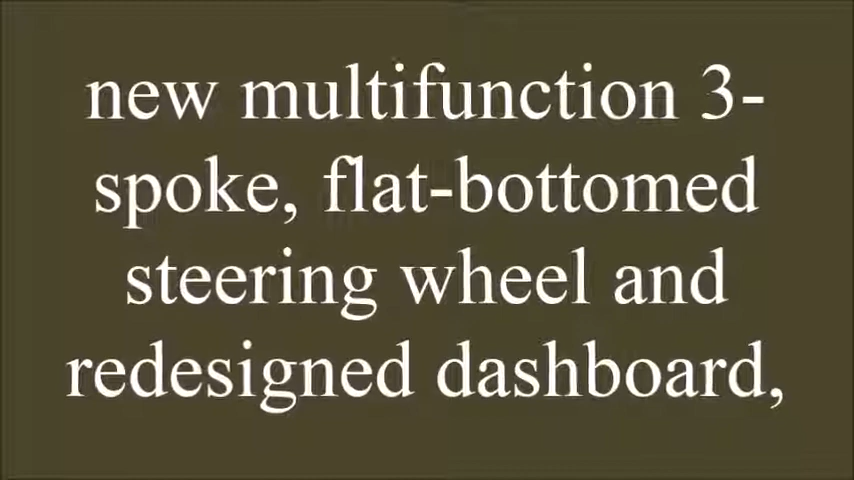 new multifunction 3-
spoke, flat-bottomed
steering wheel and
redesigned dashboard,